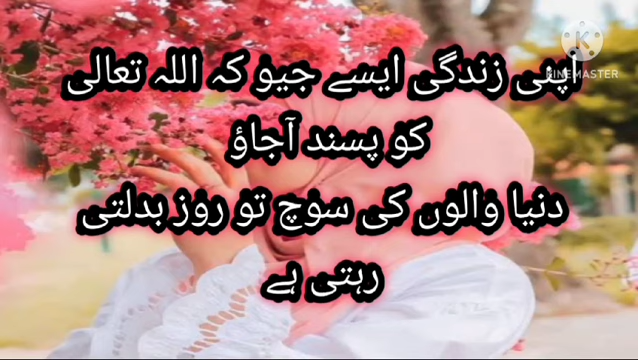 KINEMASTER
اپنی زندگی ایسے جیو کہ اللہ تعالی
کو پسند آجاؤ
دنیا والوں کی سوچ تو روز بدلتی
رہتی ہے